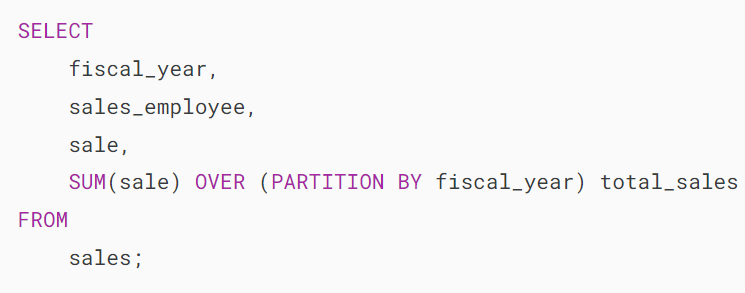 SELECT
    fiscal_year,
    sales_employee,
    sale,
    SUM(sale) OVER (PARTITION BY fiscal_year) total_sales
FROM
    sales;